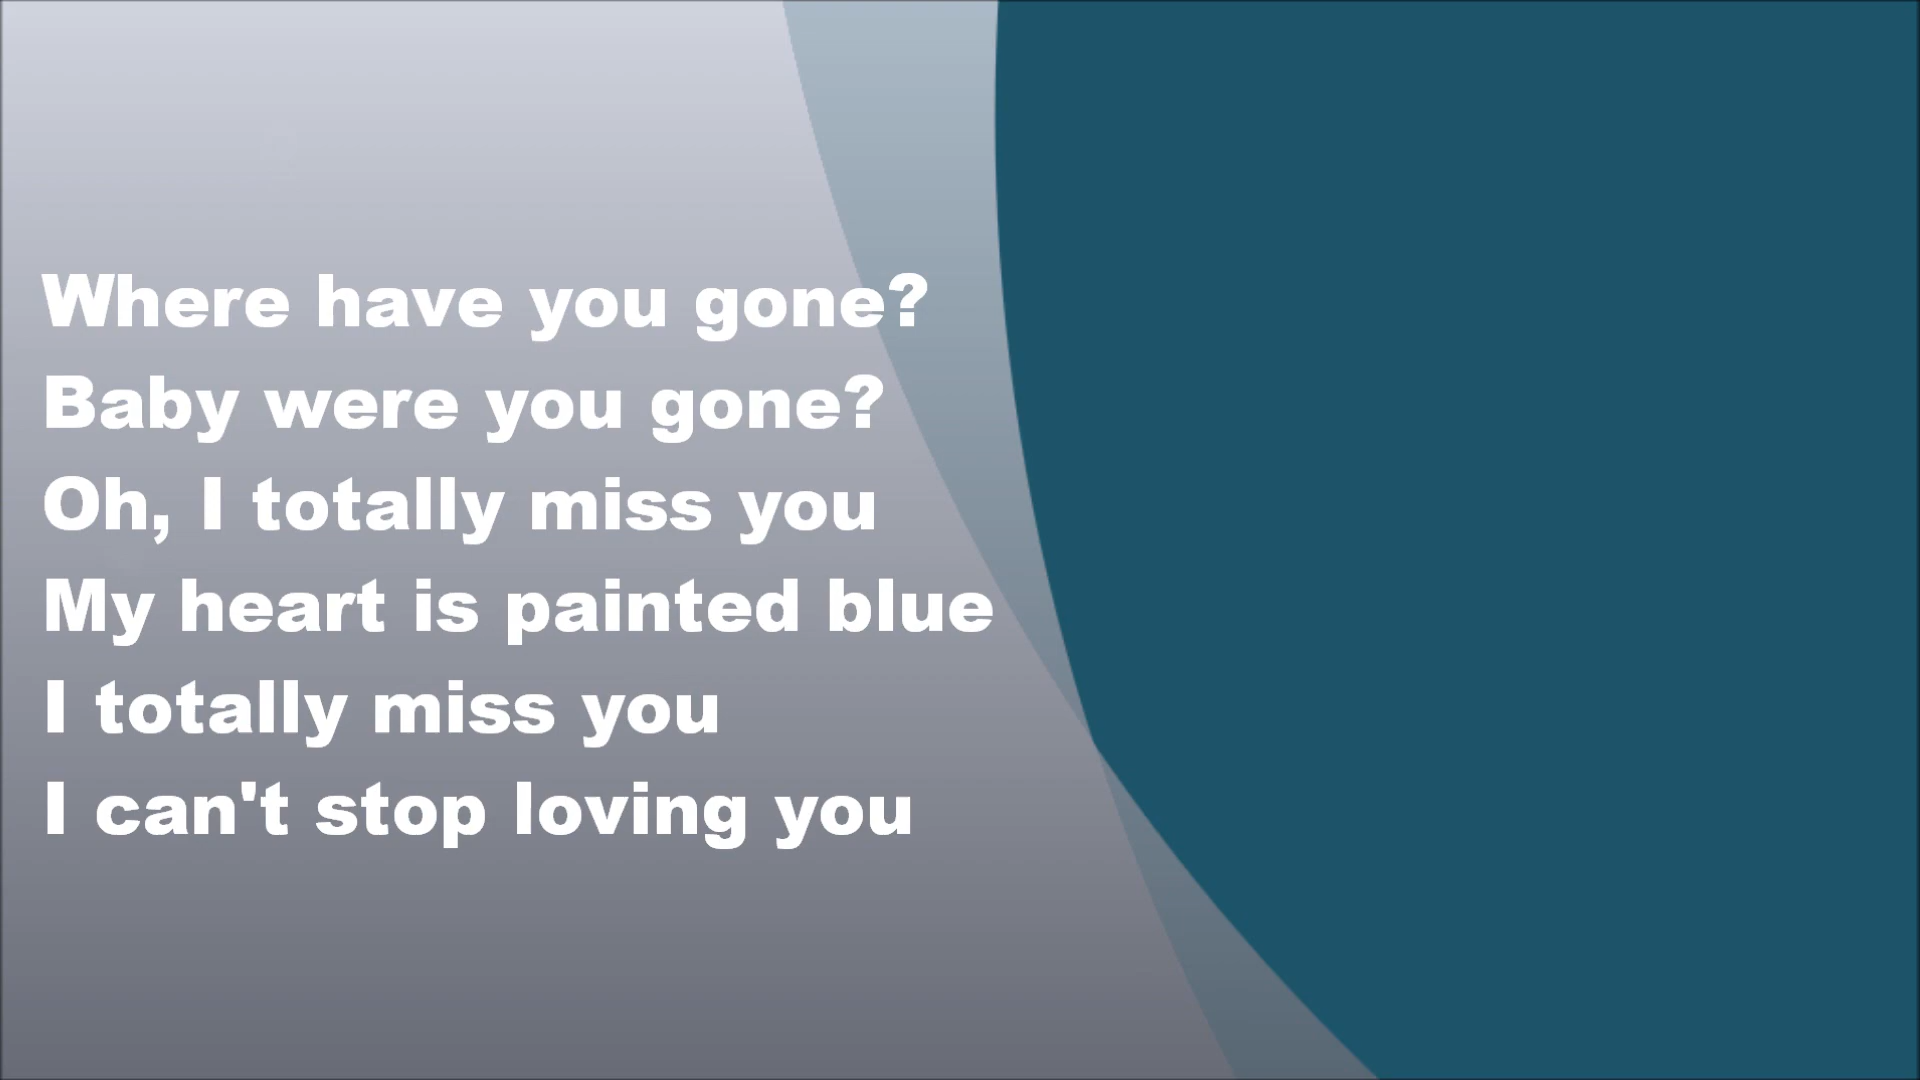 Where have you gone?
Baby were you gone?
Oh, I totally miss you
My heart is painted blue
I totally miss you
I can't stop loving you